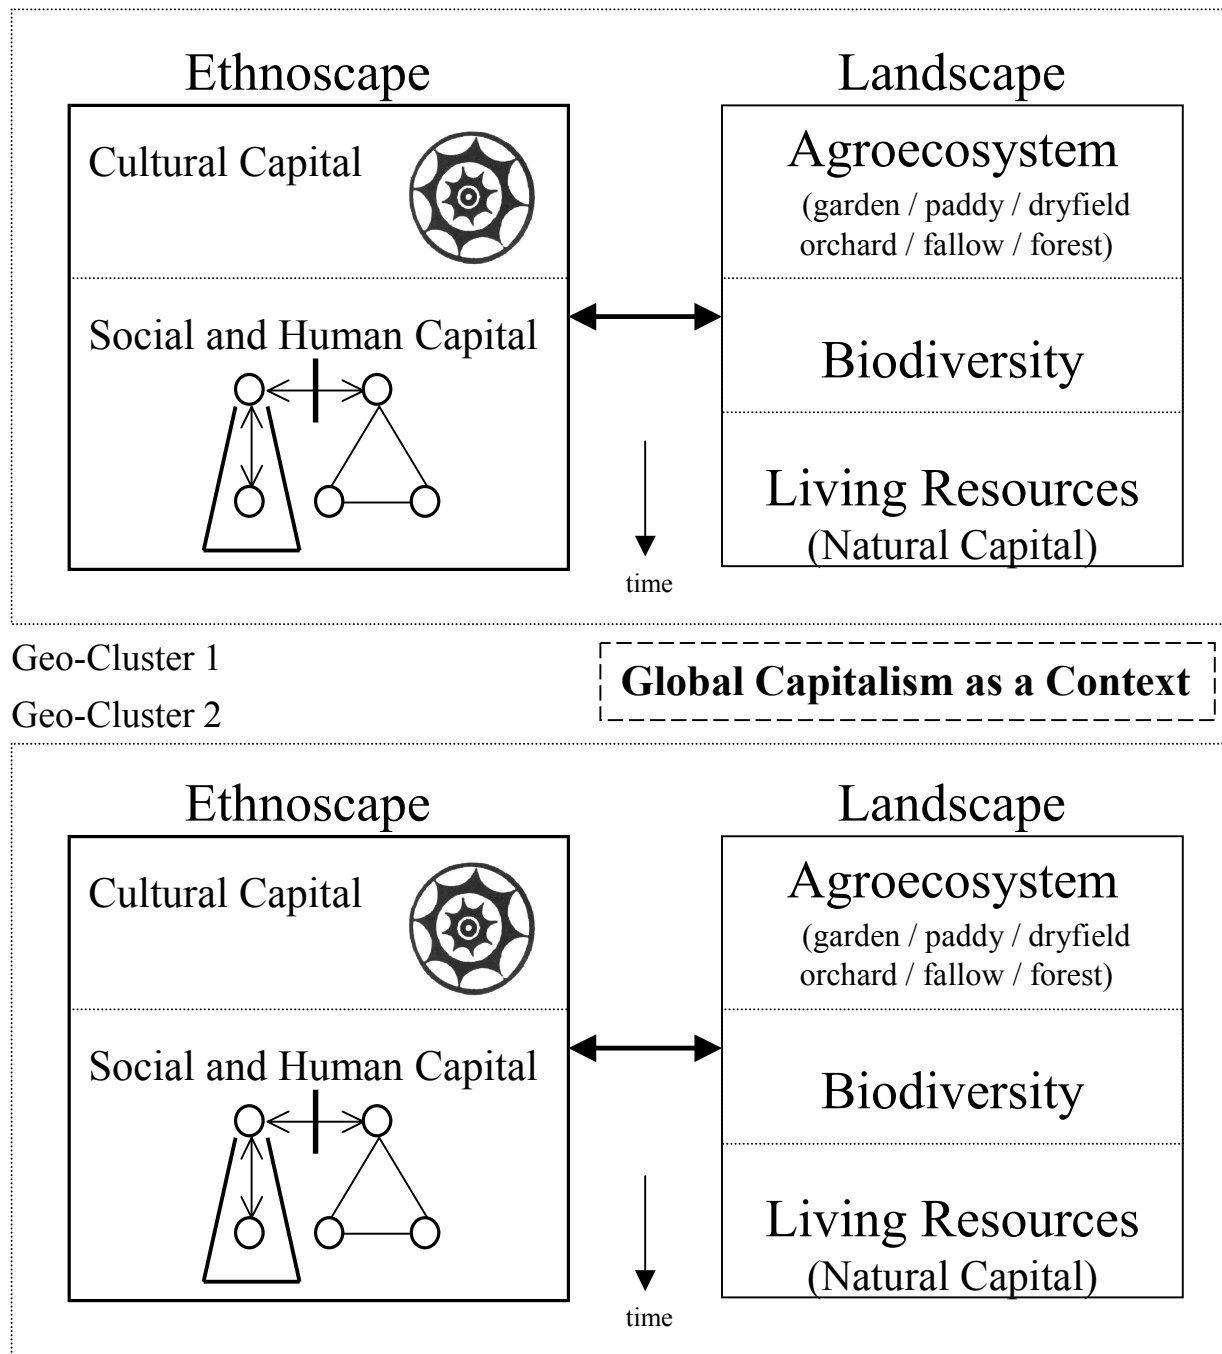 Ethnoscape
Cultural Capital
Social and Human Capital
Landscape
Agroecosystem
(garden / paddy / dryfield
orchard / fallow / forest)
Biodiversity
Living Resources
(Natural Capital)
time
Geo-Cluster 1
Global Capitalism as a Context
Geo-Cluster 2
Ethnoscape
Cultural Capital
Social and Human Capital
Landscape
Agroecosystem
(garden / paddy / dryfield
orchard / fallow / forest)
Biodiversity
Living Resources
(Natural Capital)
time